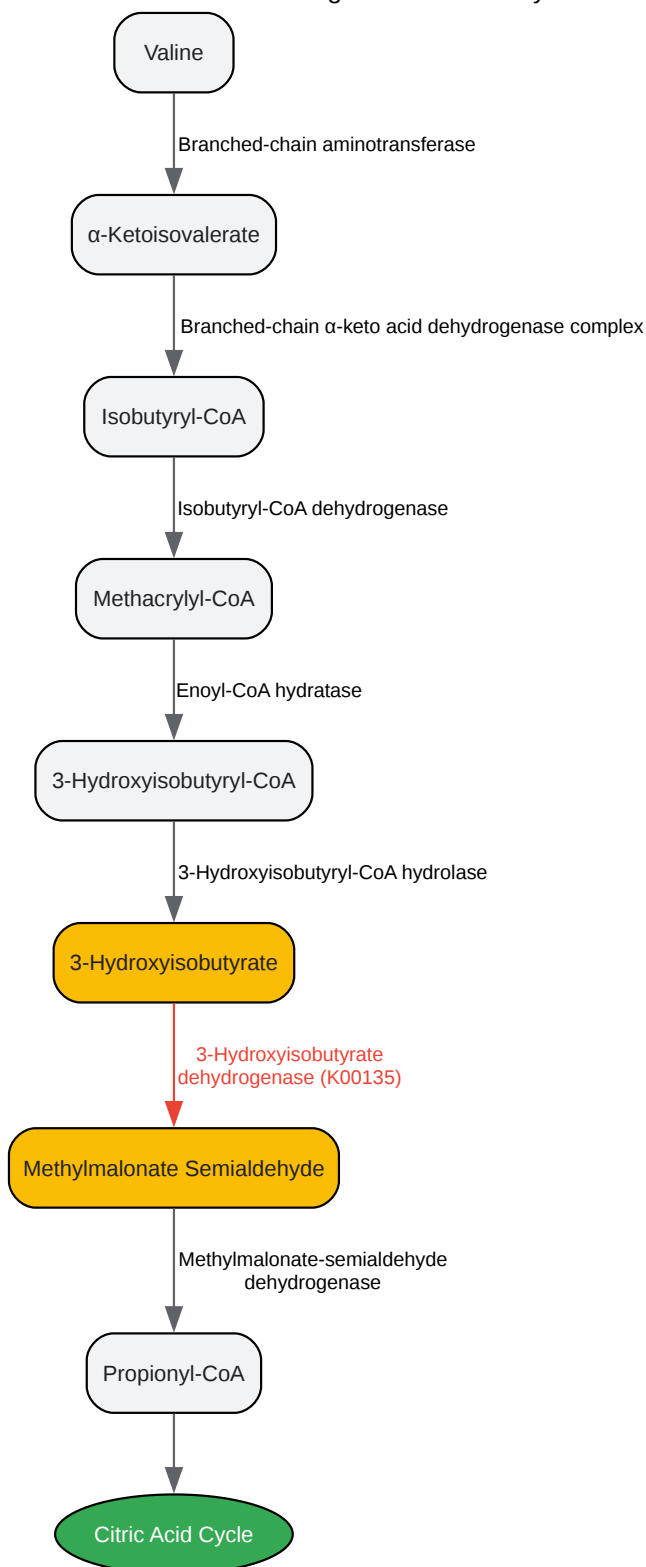 Valine
Branched-chain aminotransferase
α-Ketoisovalerate
Branched-chain α-keto acid dehydrogenase complex
Isobutyryl-CoA
Isobutyryl-CoA dehydrogenase
Methacrylyl-CoA
Enoyl-CoA hydratase
3-Hydroxyisobutyryl-CoA
3-Hydroxyisobutyryl-CoA hydrolase
3-Hydroxyisobutyrate
3-Hydroxyisobutyrate
dehydrogenase (K00135)
Methylmalonate Semialdehyde
Methylmalonate-semialdehyde
dehydrogenase
Propionyl-CoA
Citric Acid Cycle